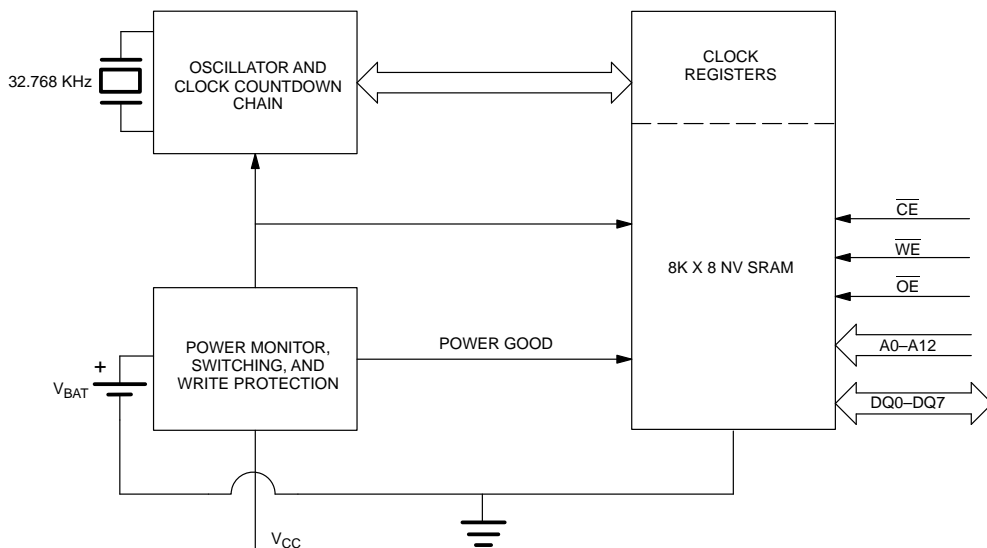 32.768 KHz
OSCILLATOR AND
CLOCK COUNTDOWN
CHAIN
CLOCK
REGISTERS
8K X 8 NV SRAM
CE
WE
OE
A0–A12
DQ0–DQ7
POWER MONITOR,
SWITCHING, AND
WRITE PROTECTION
POWER GOOD
+
VBAT
VCC